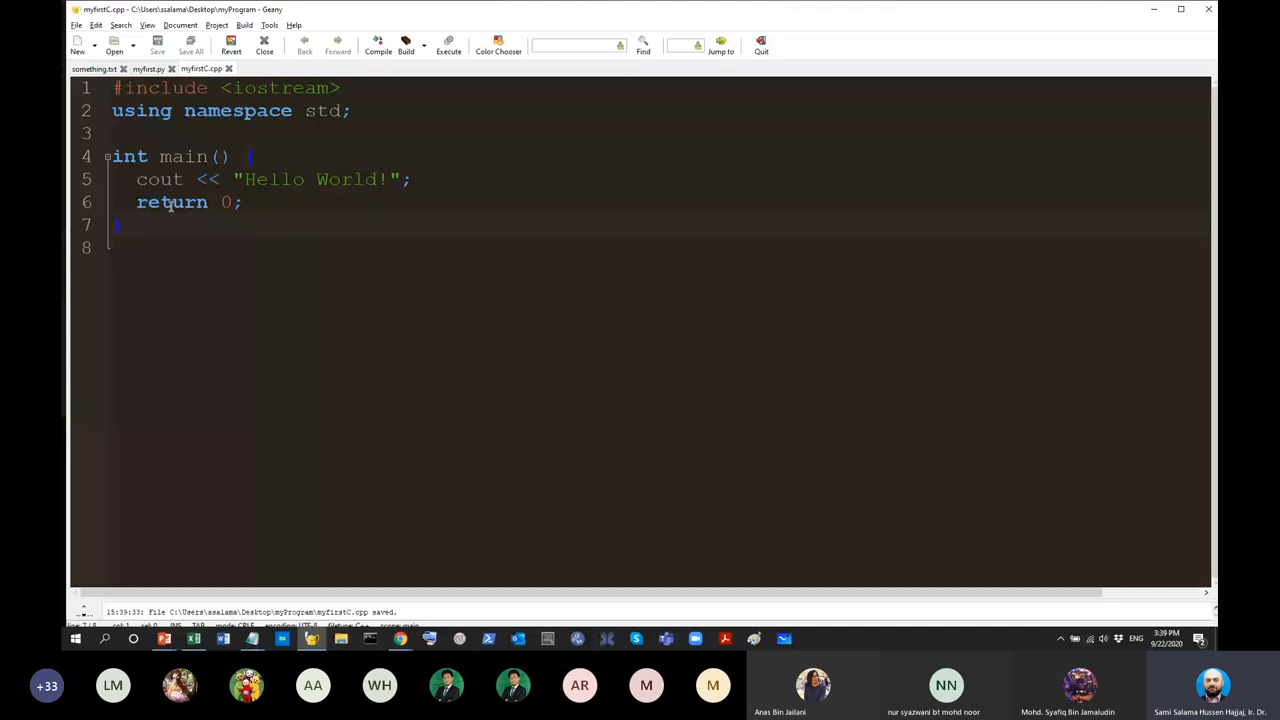 myfirstC.cpp - C:\Users\ssalama\Desktop\myProgram - Geany
File Edit Search View Document Project Build Tools Help
New Open Save Save All Revert Close Back Forward Compile Build Execute Color Chooser Find Jump to Quit
something.txt myfirst.py myfirstC.cpp
1 #include <iostream>
2 using namespace std;
3
4 int main() {
5 cout << "Hello World!";
6 return 0;
7 }
8
15:39:33: File C:\Users\ssalama\Desktop\myProgram\myfirstC.cpp saved.
ENG
3:39 PM
9/22/2020
+33 LM AA WH AR M M NN
Anas Bin Jailani nur syazwani bt mohd noor Mohd. Syafiq Bin Jamaludin Sami Salama Hussen Hajjaj, Ir. Dr.